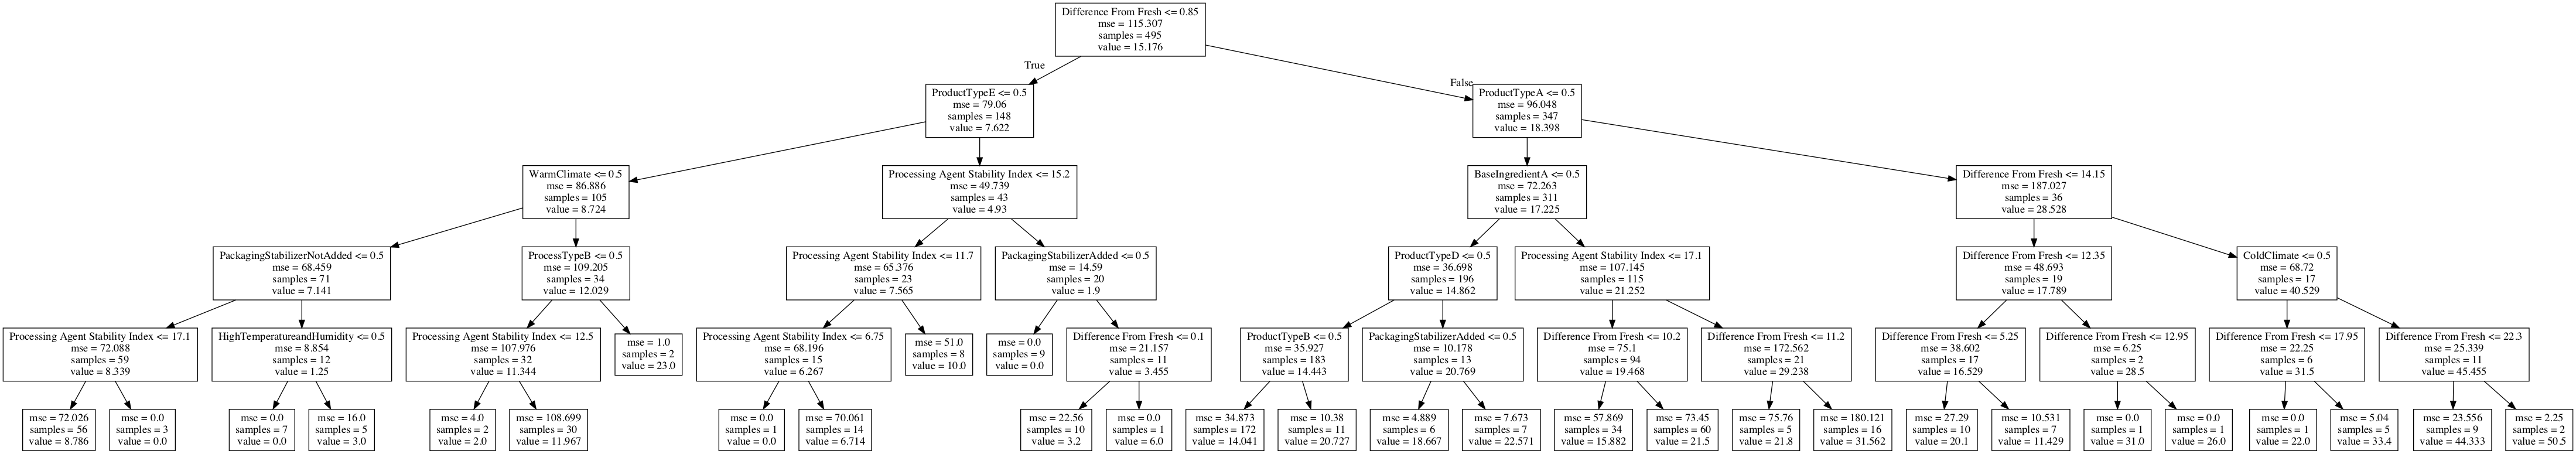 Difference From Fresh <= 0.85
mse = 115.307
samples = 495
value = 15.176
True
False
ProductTypeE <= 0.5
mse = 79.06
samples = 148
value = 7.622
ProductTypeA <= 0.5
mse = 96.048
samples = 347
value = 18.398
WarmClimate <= 0.5
mse = 86.886
samples = 105
value = 8.724
Processing Agent Stability Index <= 15.2
mse = 49.739
samples = 43
value = 4.93
BaseIngredientA <= 0.5
mse = 72.263
samples = 311
value = 17.225
Difference From Fresh <= 14.15
mse = 187.027
samples = 36
value = 28.528
PackagingStabilizerNotAdded <= 0.5
mse = 68.459
samples = 71
value = 7.141
ProcessTypeB <= 0.5
mse = 109.205
samples = 34
value = 12.029
Processing Agent Stability Index <= 11.7
mse = 65.376
samples = 23
value = 7.565
PackagingStabilizerAdded <= 0.5
mse = 14.59
samples = 20
value = 1.9
ProductTypeD <= 0.5
mse = 36.698
samples = 196
value = 14.862
Processing Agent Stability Index <= 17.1
mse = 107.145
samples = 115
value = 21.252
Difference From Fresh <= 12.35
mse = 48.693
samples = 19
value = 17.789
ColdClimate <= 0.5
mse = 68.72
samples = 17
value = 40.529
Processing Agent Stability Index <= 17.1
mse = 72.088
samples = 59
value = 8.339
HighTemperatureandHumidity <= 0.5
mse = 8.854
samples = 12
value = 1.25
Processing Agent Stability Index <= 12.5
mse = 107.976
samples = 32
value = 11.344
mse = 1.0
samples = 2
value = 23.0
Processing Agent Stability Index <= 6.75
mse = 68.196
samples = 15
value = 6.267
mse = 51.0
samples = 8
value = 10.0
mse = 0.0
samples = 9
value = 0.0
Difference From Fresh <= 0.1
mse = 21.157
samples = 11
value = 3.455
ProductTypeB <= 0.5
mse = 35.927
samples = 183
value = 14.443
PackagingStabilizerAdded <= 0.5
mse = 10.178
samples = 13
value = 20.769
Difference From Fresh <= 10.2
mse = 75.1
samples = 94
value = 19.468
Difference From Fresh <= 11.2
mse = 172.562
samples = 21
value = 29.238
Difference From Fresh <= 5.25
mse = 38.602
samples = 17
value = 16.529
Difference From Fresh <= 12.95
mse = 6.25
samples = 2
value = 28.5
Difference From Fresh <= 17.95
mse = 22.25
samples = 6
value = 31.5
Difference From Fresh <= 22.3
mse = 25.339
samples = 11
value = 45.455
mse = 72.026
samples = 56
value = 8.786
mse = 0.0
samples = 3
value = 0.0
mse = 0.0
samples = 7
value = 0.0
mse = 16.0
samples = 5
value = 3.0
mse = 4.0
samples = 2
value = 2.0
mse = 108.699
samples = 30
value = 11.967
mse = 0.0
samples = 1
value = 0.0
mse = 70.061
samples = 14
value = 6.714
mse = 22.56
samples = 10
value = 3.2
mse = 0.0
samples = 1
value = 6.0
mse = 34.873
samples = 172
value = 14.041
mse = 10.38
samples = 11
value = 20.727
mse = 4.889
samples = 6
value = 18.667
mse = 7.673
samples = 7
value = 22.571
mse = 57.869
samples = 34
value = 15.882
mse = 73.45
samples = 60
value = 21.5
mse = 75.76
samples = 5
value = 21.8
mse = 180.121
samples = 16
value = 31.562
mse = 27.29
samples = 10
value = 20.1
mse = 10.531
samples = 7
value = 11.429
mse = 0.0
samples = 1
value = 31.0
mse = 0.0
samples = 1
value = 26.0
mse = 0.0
samples = 1
value = 22.0
mse = 5.04
samples = 5
value = 33.4
mse = 23.556
samples = 9
value = 44.333
mse = 2.25
samples = 2
value = 50.5